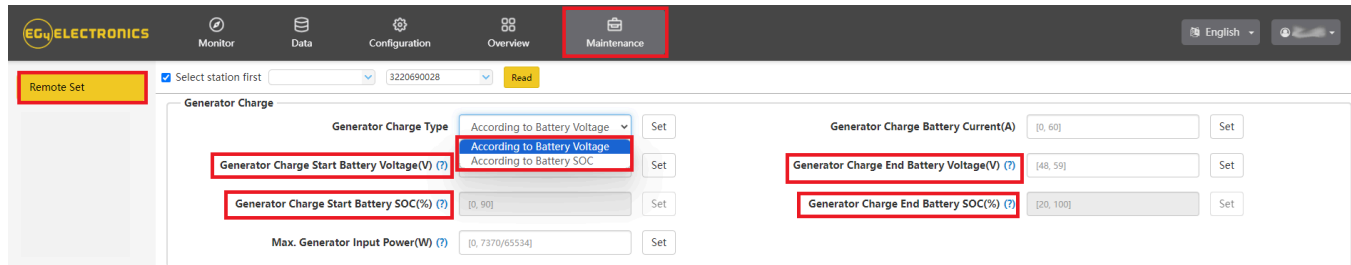 EG4 ELECTRONICS
Monitor
Data
Configuration
Overview
Maintenance
English
Remote Set
Select station first
3220690028
Read
Generator Charge
Generator Charge Type
According to Battery Voltage
Set
Generator Charge Battery Current(A)
[0, 60]
Set
According to Battery Voltage
According to Battery SOC
Generator Charge Start Battery Voltage(V) (?)
Set
Generator Charge End Battery Voltage(V) (?)
[48, 59]
Set
Generator Charge Start Battery SOC(%) (?)
[0, 90]
Set
Generator Charge End Battery SOC(%) (?)
[20, 100]
Set
Max. Generator Input Power(W) (?)
[0, 7370/65534]
Set